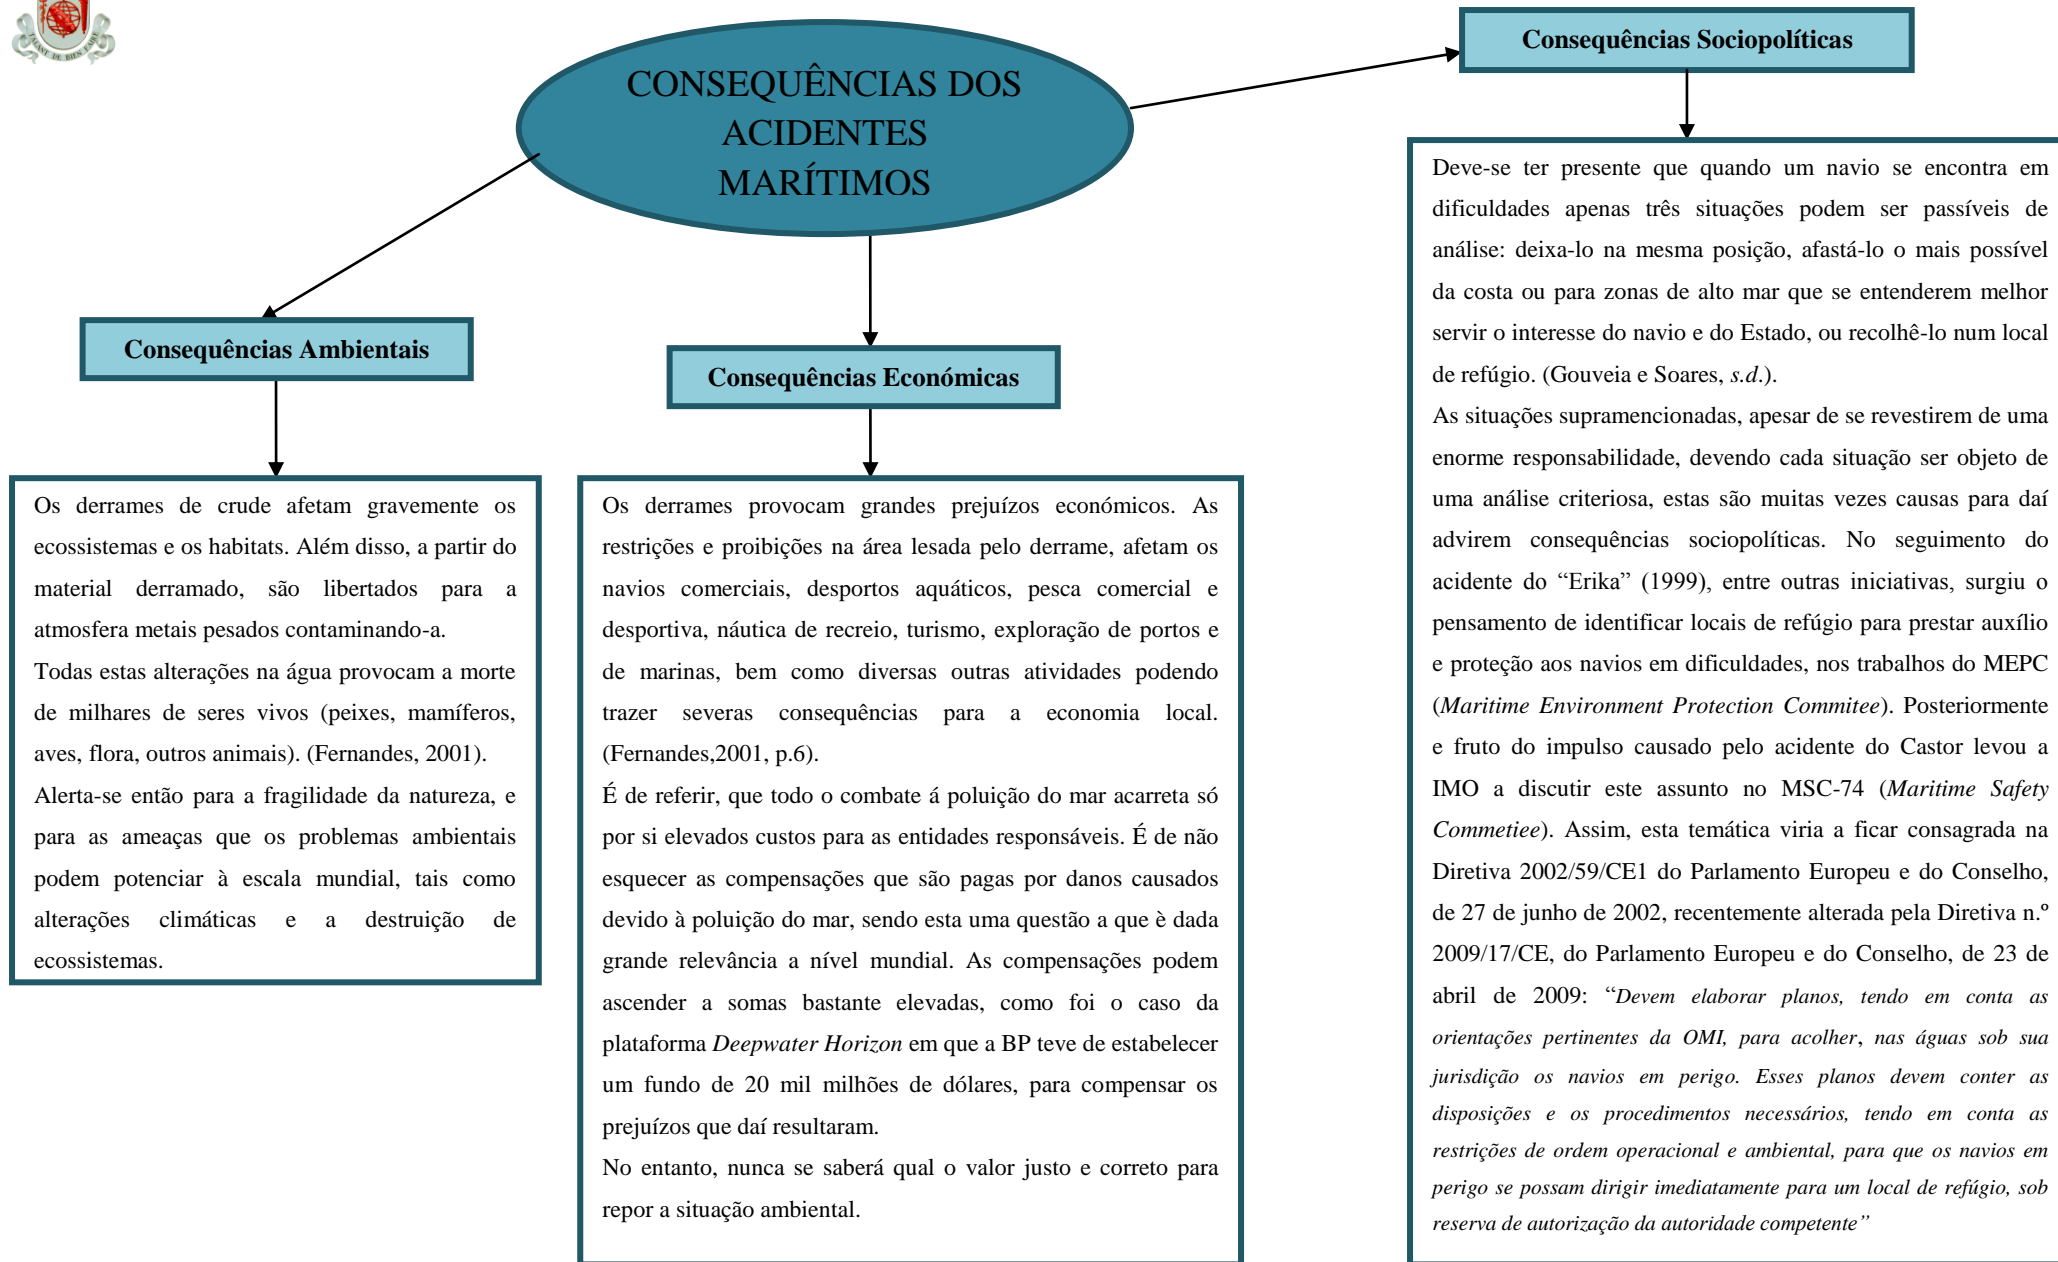 TALANT DE BIEN FAIRE
CONSEQUÊNCIAS DOS
ACIDENTES
MARÍTIMOS
Consequências Ambientais
Os derrames de crude afetam gravemente os
ecossistemas e os habitats. Além disso, a partir do
material derramado, são libertados para a
atmosfera metais pesados contaminando-a.
Todas estas alterações na água provocam a morte
de milhares de seres vivos (peixes, mamíferos,
aves, flora, outros animais). (Fernandes, 2001).
Alerta-se então para a fragilidade da natureza, e
para as ameaças que os problemas ambientais
podem potenciar à escala mundial, tais como
alterações climáticas e a destruição de
ecossistemas.
Consequências Económicas
Os derrames provocam grandes prejuízos económicos. As
restrições e proibições na área lesada pelo derrame, afetam os
navios comerciais, desportos aquáticos, pesca comercial e
desportiva, náutica de recreio, turismo, exploração de portos e
de marinas, bem como diversas outras atividades podendo
trazer severas consequências para a economia local.
(Fernandes,2001, p.6).
É de referir, que todo o combate á poluição do mar acarreta só
por si elevados custos para as entidades responsáveis. É de não
esquecer as compensações que são pagas por danos causados
devido à poluição do mar, sendo esta uma questão a que è dada
grande relevância a nível mundial. As compensações podem
ascender a somas bastante elevadas, como foi o caso da
plataforma Deepwater Horizon em que a BP teve de estabelecer
um fundo de 20 mil milhões de dólares, para compensar os
prejuízos que daí resultaram.
No entanto, nunca se saberá qual o valor justo e correto para
repor a situação ambiental.
Consequências Sociopolíticas
Deve-se ter presente que quando um navio se encontra em
dificuldades apenas três situações podem ser passíveis de
análise: deixa-lo na mesma posição, afastá-lo o mais possível
da costa ou para zonas de alto mar que se entenderem melhor
servir o interesse do navio e do Estado, ou recolhê-lo num local
de refúgio. (Gouveia e Soares, s.d.).
As situações supramencionadas, apesar de se revestirem de uma
enorme responsabilidade, devendo cada situação ser objeto de
uma análise criteriosa, estas são muitas vezes causas para daí
advirem consequências sociopolíticas. No seguimento do
acidente do “Erika” (1999), entre outras iniciativas, surgiu o
pensamento de identificar locais de refúgio para prestar auxílio
e proteção aos navios em dificuldades, nos trabalhos do MEPC
(Maritime Environment Protection Commitee). Posteriormente
e fruto do impulso causado pelo acidente do Castor levou a
IMO a discutir este assunto no MSC-74 (Maritime Safety
Commetiee). Assim, esta temática viria a ficar consagrada na
Diretiva 2002/59/CE1 do Parlamento Europeu e do Conselho,
de 27 de junho de 2002, recentemente alterada pela Diretiva n.º
2009/17/CE, do Parlamento Europeu e do Conselho, de 23 de
abril de 2009: “Devem elaborar planos, tendo em conta as
orientações pertinentes da OMI, para acolher, nas águas sob sua
jurisdição os navios em perigo. Esses planos devem conter as
disposições e os procedimentos necessários, tendo em conta as
restrições de ordem operacional e ambiental, para que os navios em
perigo se possam dirigir imediatamente para um local de refúgio, sob
reserva de autorização da autoridade competente”